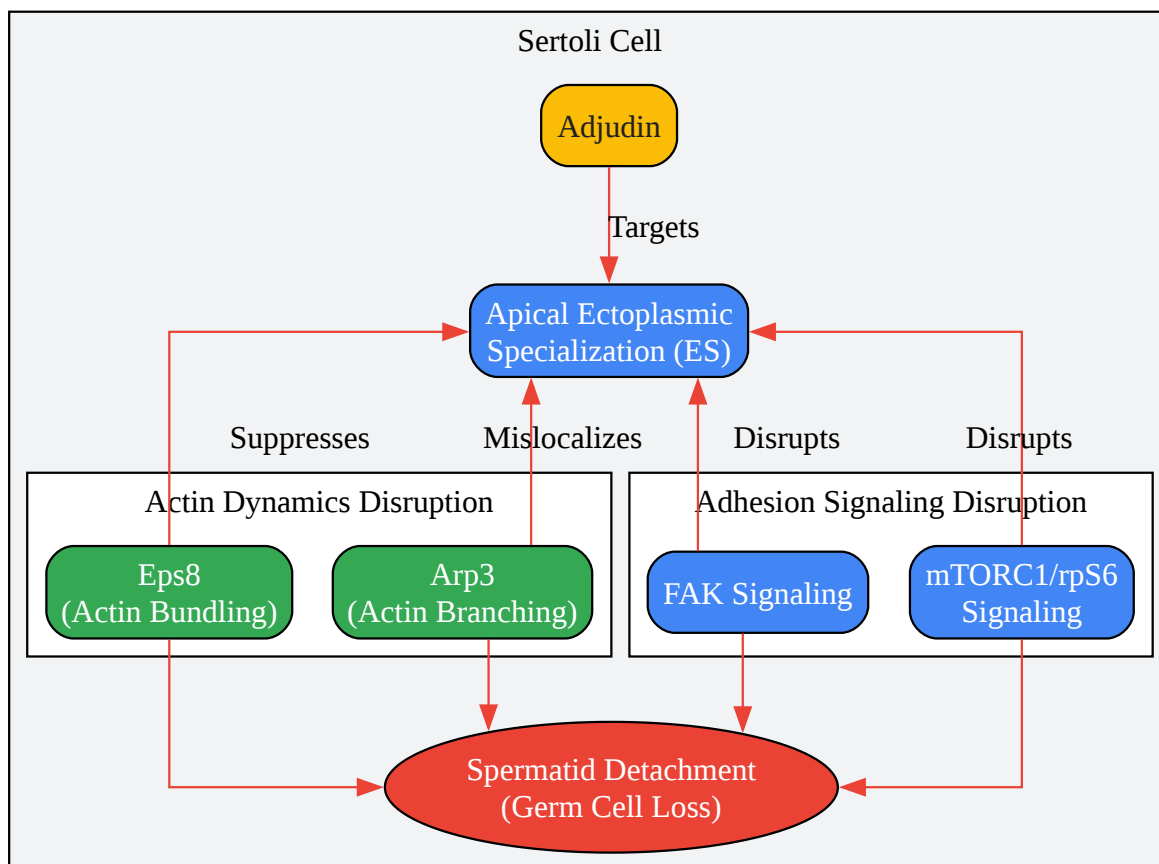 Sertoli Cell
Adjudin
Targets
Apical Ectoplasmic
Specialization (ES)
Suppresses
Mislocalizes
Disrupts
Disrupts
Actin Dynamics Disruption
Adhesion Signaling Disruption
Eps8
(Actin Bundling)
Arp3
(Actin Branching)
FAK Signaling
mTORC1/rpS6
Signaling
Spermatid Detachment
(Germ Cell Loss)